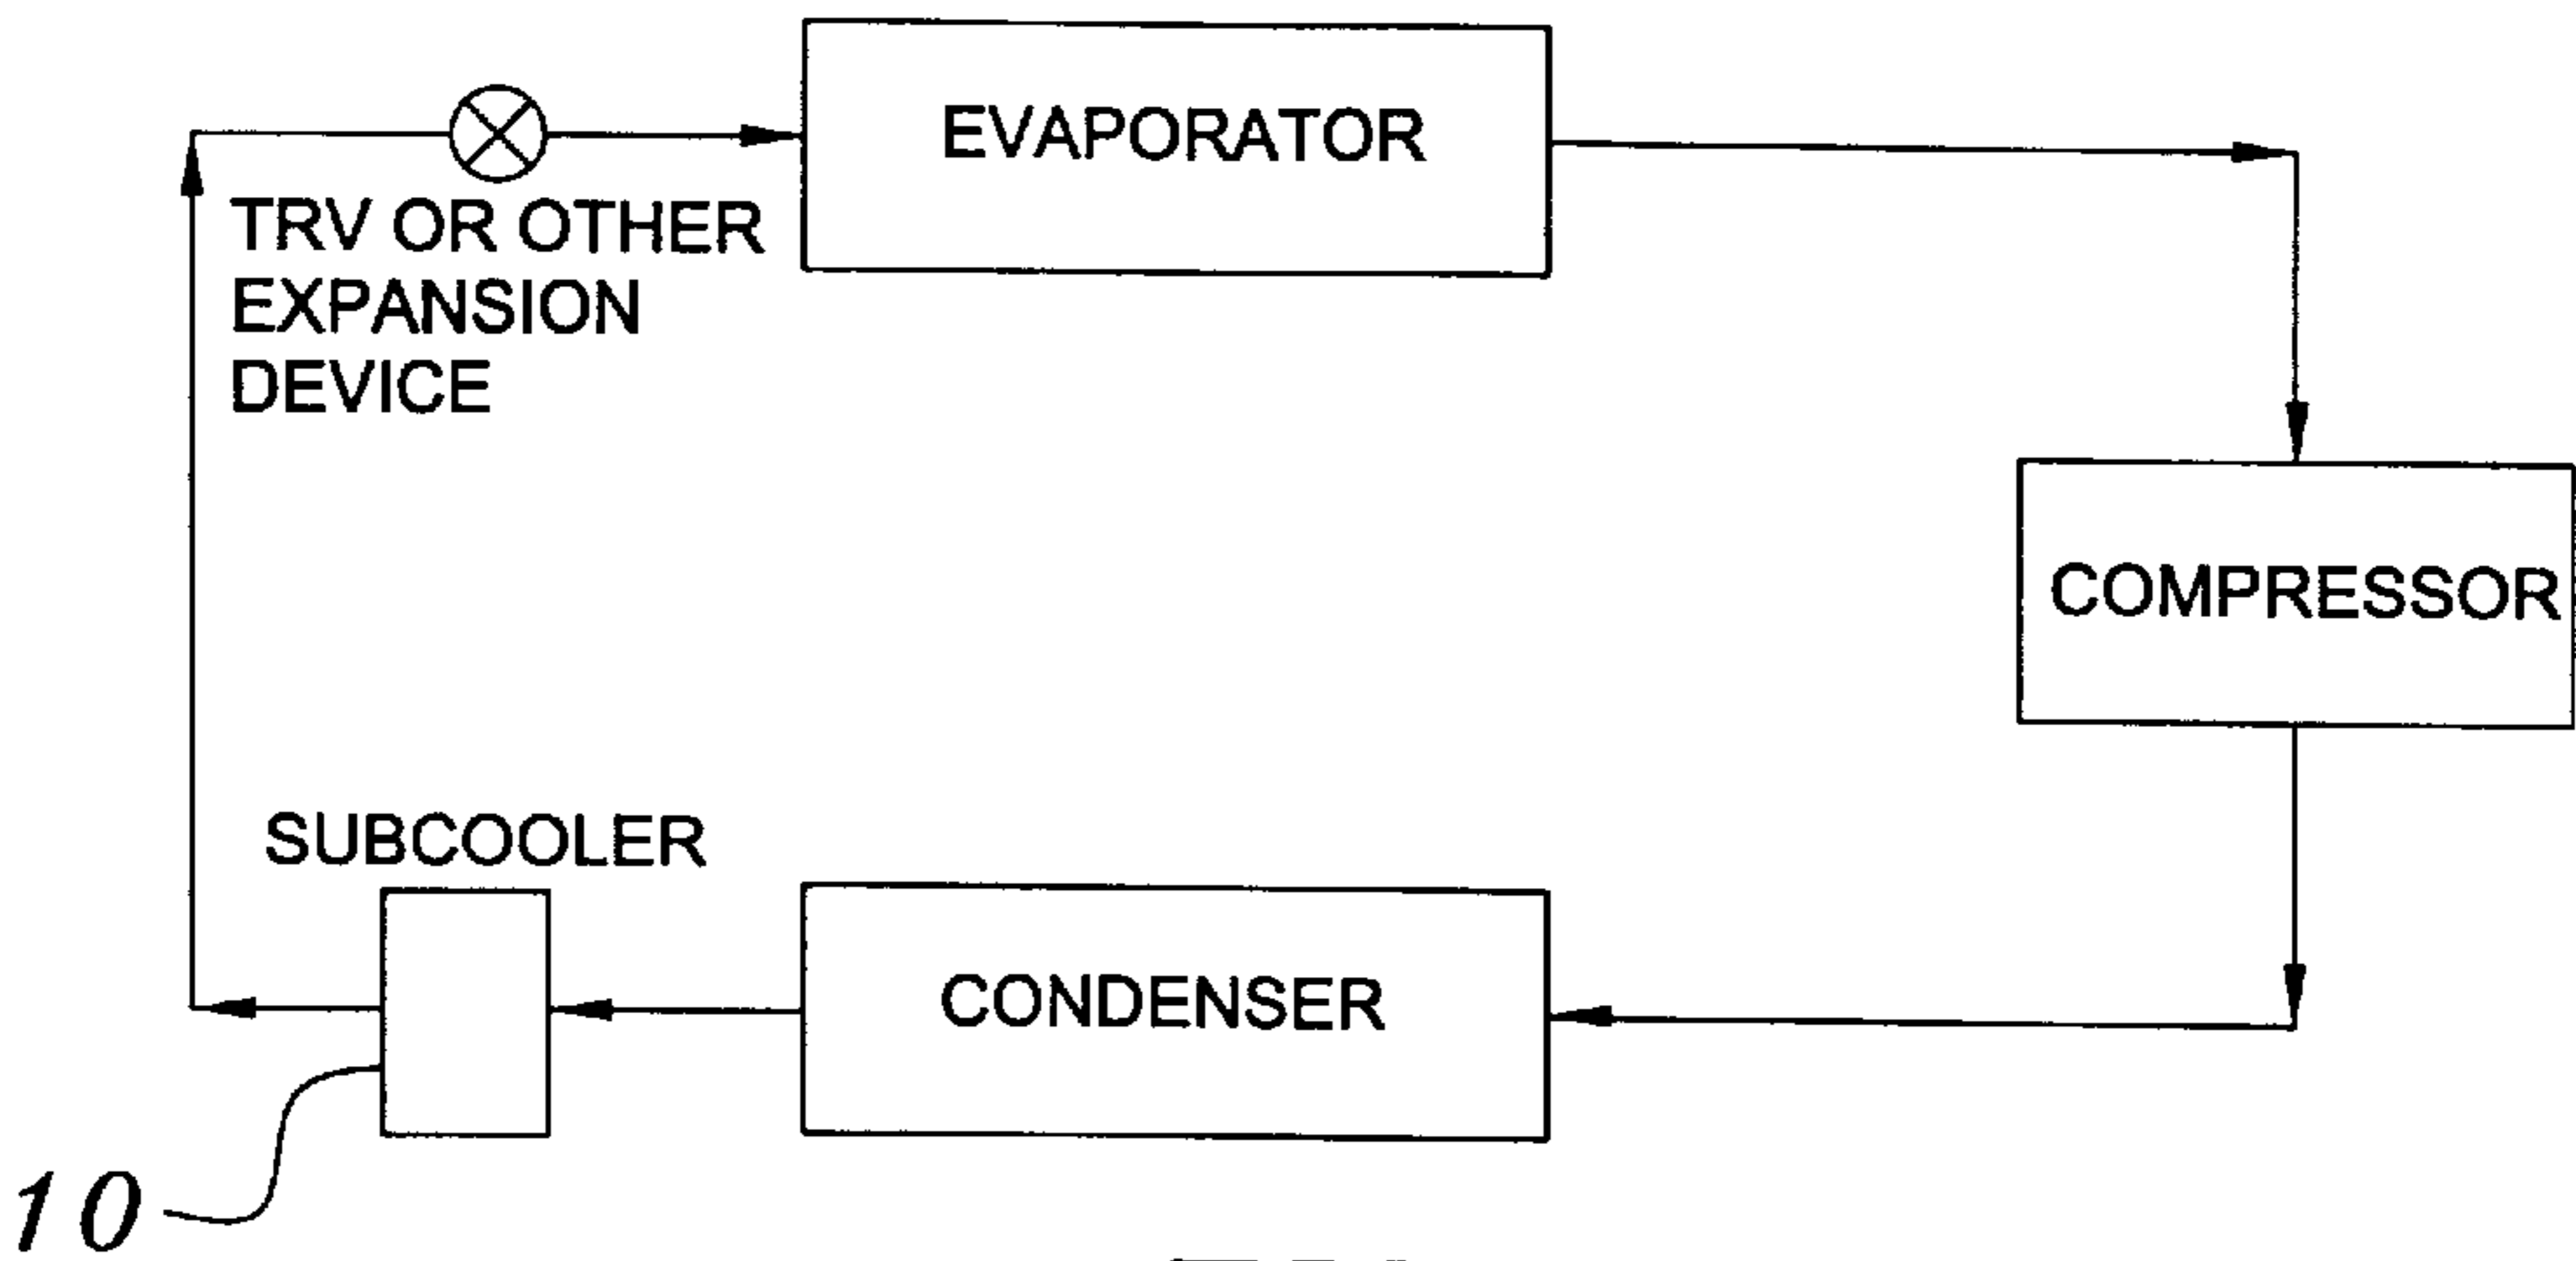 EVAPORATOR
TRV OR OTHER
EXPANSION
DEVICE
COMPRESSOR
SUBCOOLER
CONDENSER
10